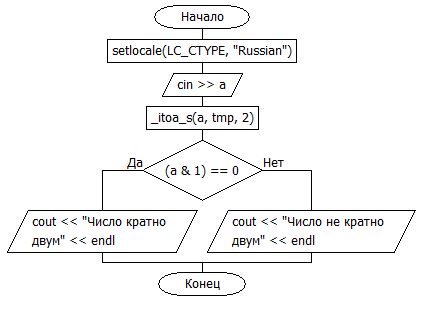 Начало
setlocale(LC_CTYPE, "Russian")
cin >> a
_itoa_s(a, tmp, 2)
Да
Нет
(a & 1) == 0
cout << "Число кратно
двум" << endl
cout << "Число не кратно
двум" << endl
Конец